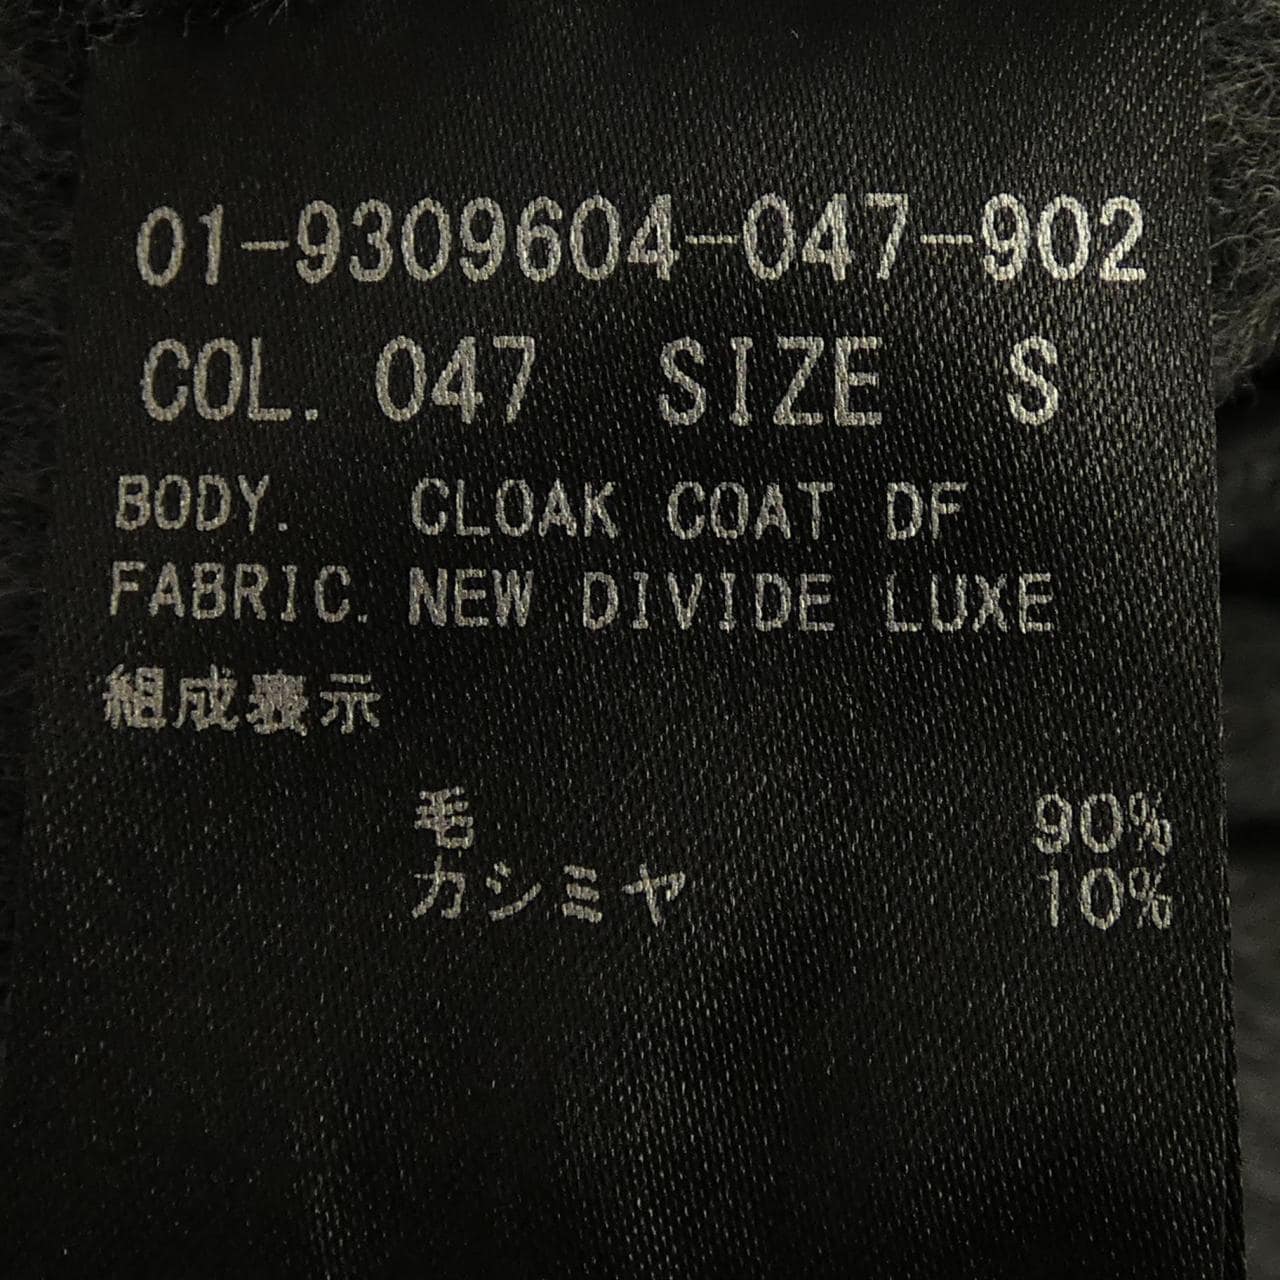 01-9309604-047-902
COL. 047 SIZE S
BODY. CLOAK COAT DF
FABRIC. NEW DIVIDE LUXE
組成表示
毛 90%
カシミヤ 10%